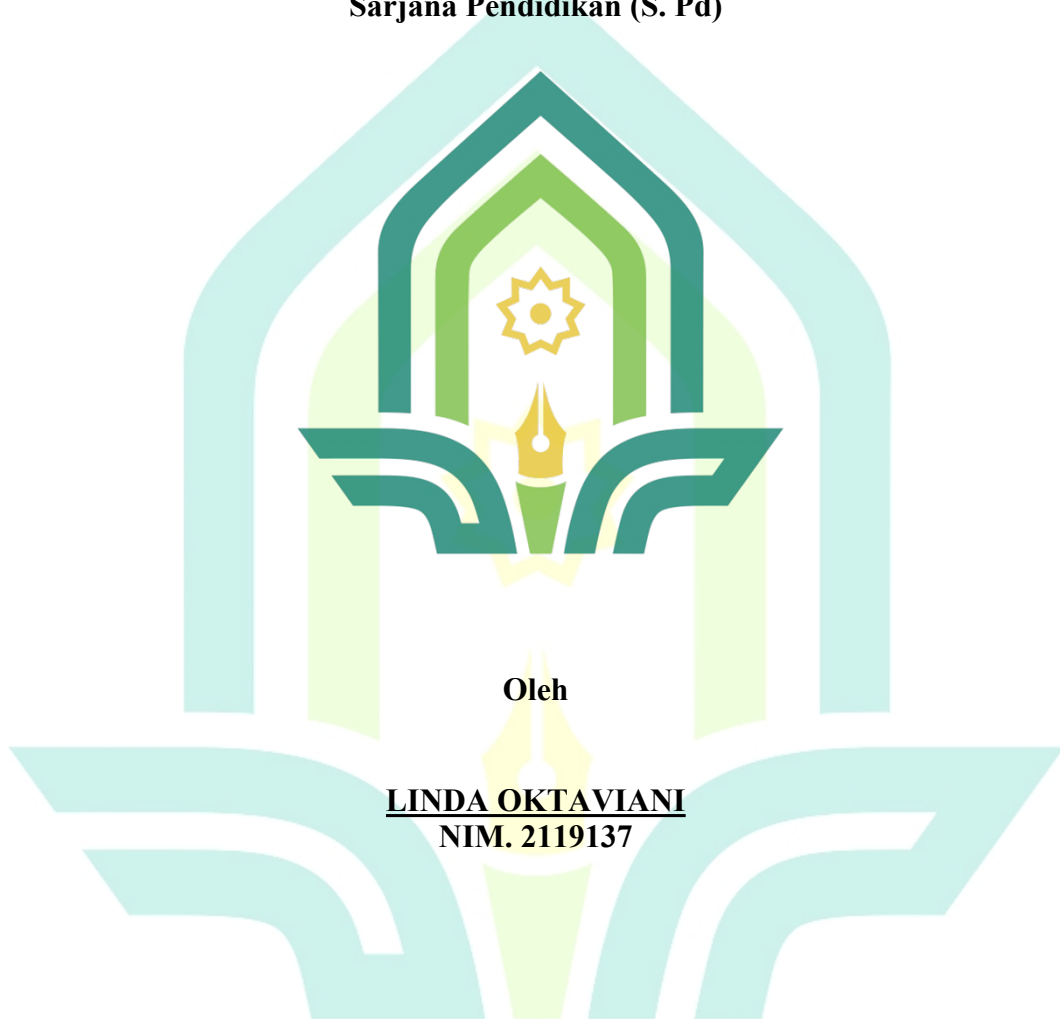 Sarjana Pendidikan (S. Pd)
Oleh
LINDA OKTAVIANI
NIM. 2119137